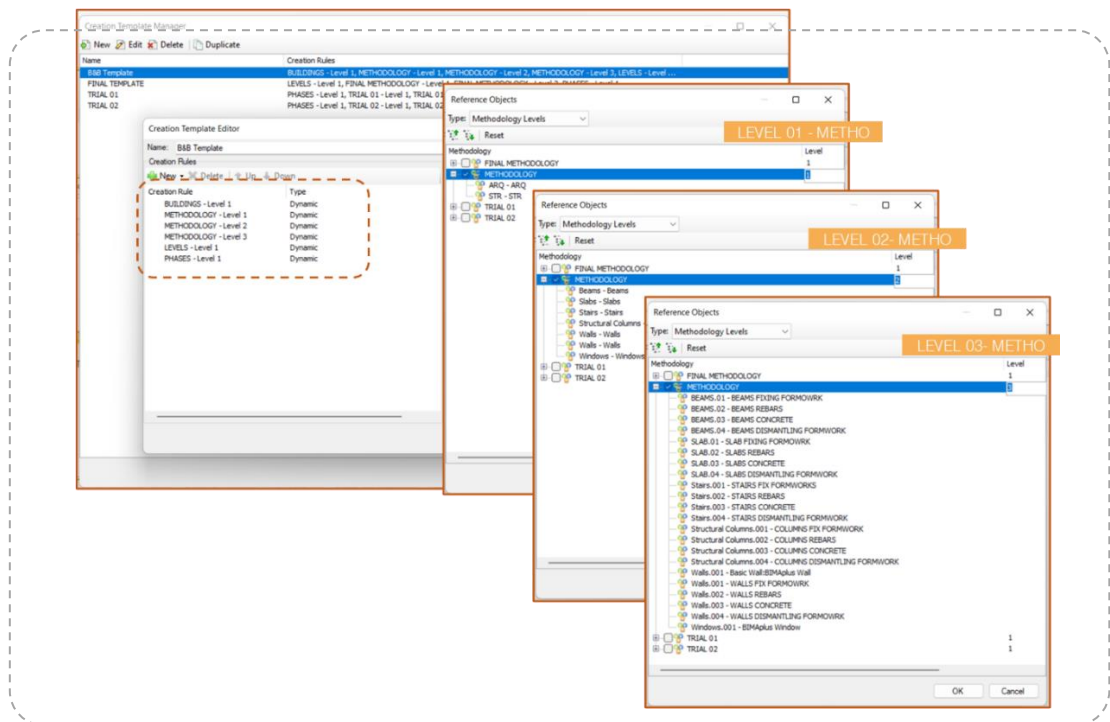 Creation Template Manager
New Edit Delete Duplicate
Name Creation Rules
B&B Template BUILDINGS - Level 1, METHODOLOGY - Level 1, METHODOLOGY - Level 2, METHODOLOGY - Level 3, LEVELS - Level ...
FINAL TEMPLATE LEVELS - Level 1, FINAL METHODOLOGY - Level
TRIAL 01 PHASES - Level 1, TRIAL 01 - Level 1, TRIAL 01
TRIAL 02 PHASES - Level 1, TRIAL 02 - Level 1, TRIAL 02
Creation Template Editor
Name: B&B Template
Creation Rules
New Delete Up Down
Creation Rule Type
BUILDINGS - Level 1 Dynamic
METHODOLOGY - Level 1 Dynamic
METHODOLOGY - Level 2 Dynamic
METHODOLOGY - Level 3 Dynamic
LEVELS - Level 1 Dynamic
PHASES - Level 1 Dynamic
Reference Objects
Type: Methodology Levels
Reset
LEVEL 01 - METHO
Methodology Level
FINAL METHODOLOGY 1
METHODOLOGY 1
ARQ - ARQ
STR - STR
TRIAL 01
TRIAL 02
Reference Objects
Type: Methodology Levels
Reset
LEVEL 02- METHO
Methodology Level
FINAL METHODOLOGY 1
METHODOLOGY 2
Beams - Beams
Slabs - Slabs
Stairs - Stairs
Structural Columns -
Walls - Walls
Walls - Walls
Windows - Windows
TRIAL 01
TRIAL 02
Reference Objects
Type: Methodology Levels
Reset
LEVEL 03- METHO
Methodology Level
FINAL METHODOLOGY 1
METHODOLOGY 3
BEAMS.01 - BEAMS FIXING FORMOWRK
BEAMS.02 - BEAMS REBARS
BEAMS.03 - BEAMS CONCRETE
BEAMS.04 - BEAMS DISMANTLING FORMWORK
SLAB.01 - SLAB FIXING FORMOWRK
SLAB.02 - SLABS REBARS
SLAB.03 - SLABS CONCRETE
SLAB.04 - SLABS DISMANTLING FORMWORK
Stairs.001 - STAIRS FIX FORMWORKS
Stairs.002 - STAIRS REBARS
Stairs.003 - STAIRS CONCRETE
Stairs.004 - STAIRS DISMANTLING FORMWORK
Structural Columns.001 - COLUMNS FIX FORMWORK
Structural Columns.002 - COLUMNS REBARS
Structural Columns.003 - COLUMNS CONCRETE
Structural Columns.004 - COLUMNS DISMANTLING FORMWORK
Walls.001 - Basic Wall:BIMAplus Wall
Walls.001 - WALLS FIX FORMOWRK
Walls.002 - WALLS REBARS
Walls.003 - WALLS CONCRETE
Walls.004 - WALLS DISMANTLING FORMOWRK
Windows.001 - BIMAplus Window
TRIAL 01 1
TRIAL 02 1
OK Cancel